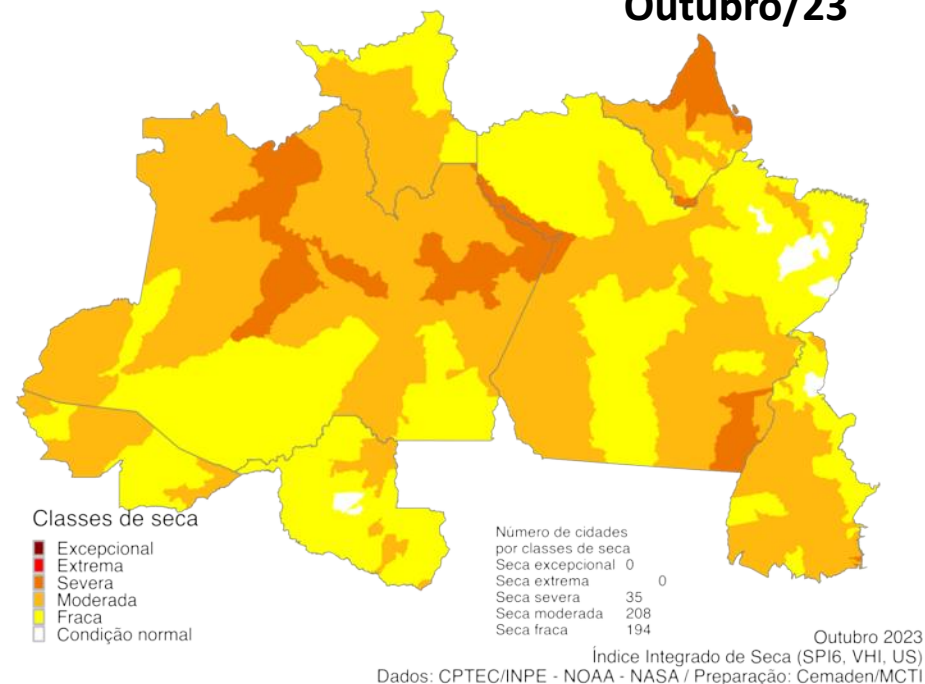 Outubro/23
Classes de seca
Excepcional
Extrema
Severa
Moderada
Fraca
Condição normal
Número de cidades
por classes de seca
Seca excepcional 0
Seca extrema 0
Seca severa 35
Seca moderada 208
Seca fraca 194
Outubro 2023
Índice Integrado de Seca (SPI6, VHI, US)
Dados: CPTEC/INPE - NOAA - NASA / Preparação: Cemaden/MCTI